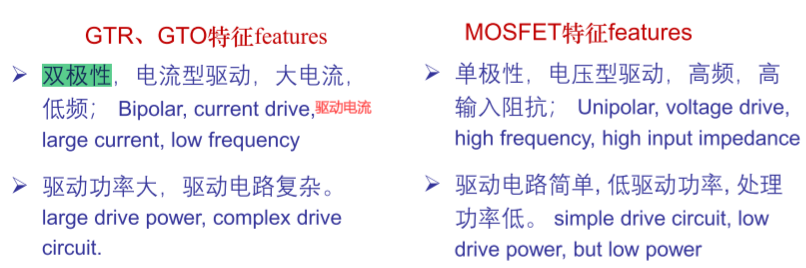 GTR、GTO特征features
➢ 双极性，电流型驱动，大电流，
低频； Bipolar, current drive,驱动电流
large current, low frequency
➢ 驱动功率大，驱动电路复杂。
large drive power, complex drive
circuit.
MOSFET特征features
➢ 单极性，电压型驱动，高频，高
输入阻抗； Unipolar, voltage drive,
high frequency, high input impedance
➢ 驱动电路简单, 低驱动功率, 处理
功率低。 simple drive circuit, low
drive power, but low power